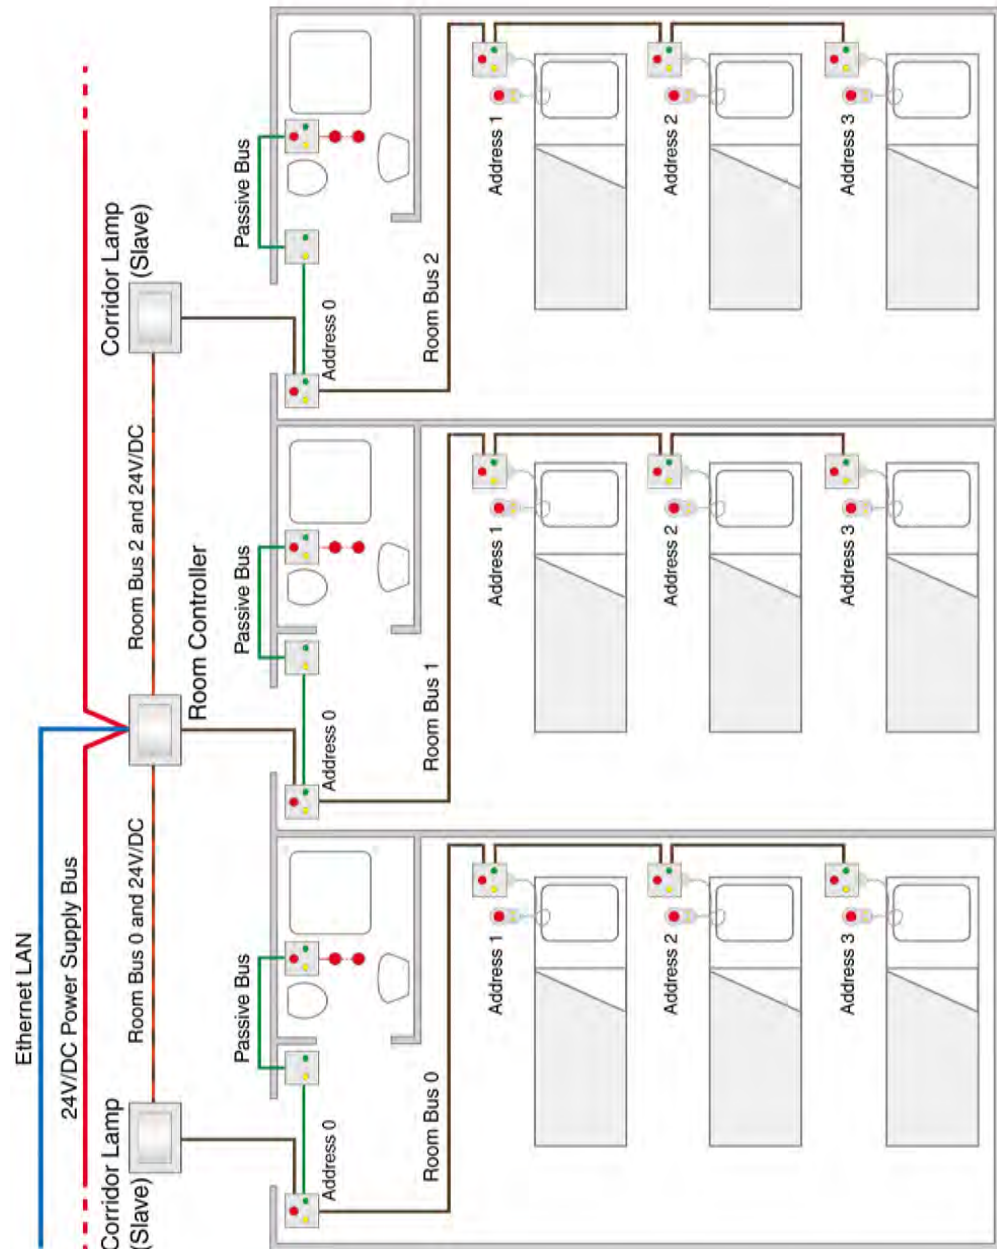 Ethernet LAN
24V/DC Power Supply Bus
Corridor Lamp
(Slave)
Room Bus 0 and 24V/DC
Room Controller
Room Bus 2 and 24V/DC
Corridor Lamp
(Slave)
Passive Bus
Address 0
Room Bus 0
Address 1
Address 2
Address 3
Passive Bus
Address 0
Room Bus 1
Address 1
Address 2
Address 3
Passive Bus
Address 0
Room Bus 2
Address 1
Address 2
Address 3